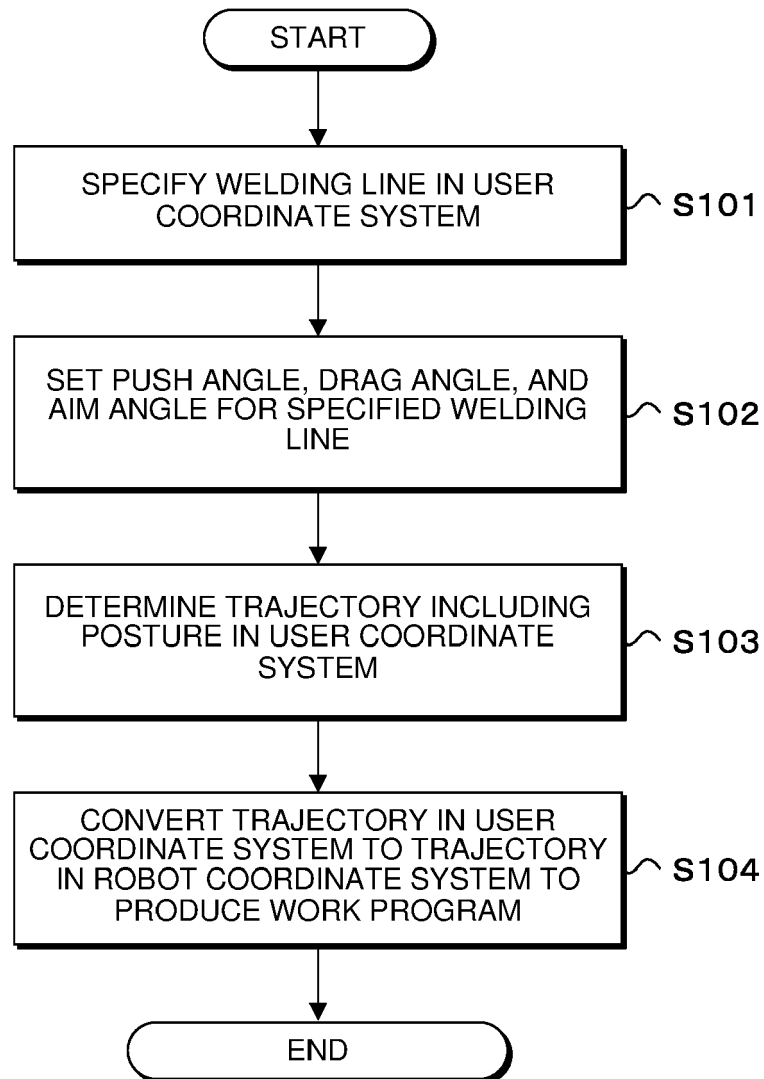 START
SPECIFY WELDING LINE IN USER
COORDINATE SYSTEM
S101
SET PUSH ANGLE, DRAG ANGLE, AND
AIM ANGLE FOR SPECIFIED WELDING
LINE
S102
DETERMINE TRAJECTORY INCLUDING
POSTURE IN USER COORDINATE
SYSTEM
S103
CONVERT TRAJECTORY IN USER
COORDINATE SYSTEM TO TRAJECTORY
IN ROBOT COORDINATE SYSTEM TO
PRODUCE WORK PROGRAM
S104
END